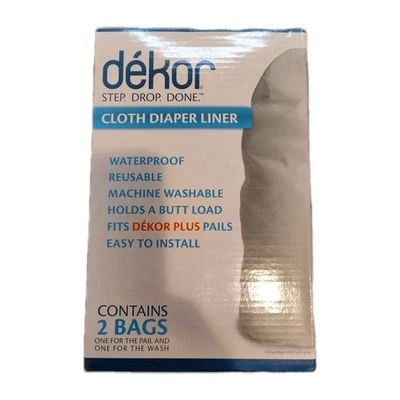 dékor®
STEP. DROP. DONE.™
CLOTH DIAPER LINER
WATERPROOF
REUSABLE
MACHINE WASHABLE
HOLDS A BUTT LOAD
FITS DÉKOR PLUS PAILS
EASY TO INSTALL
CONTAINS
2 BAGS
ONE FOR THE PAIL AND
ONE FOR THE WASH